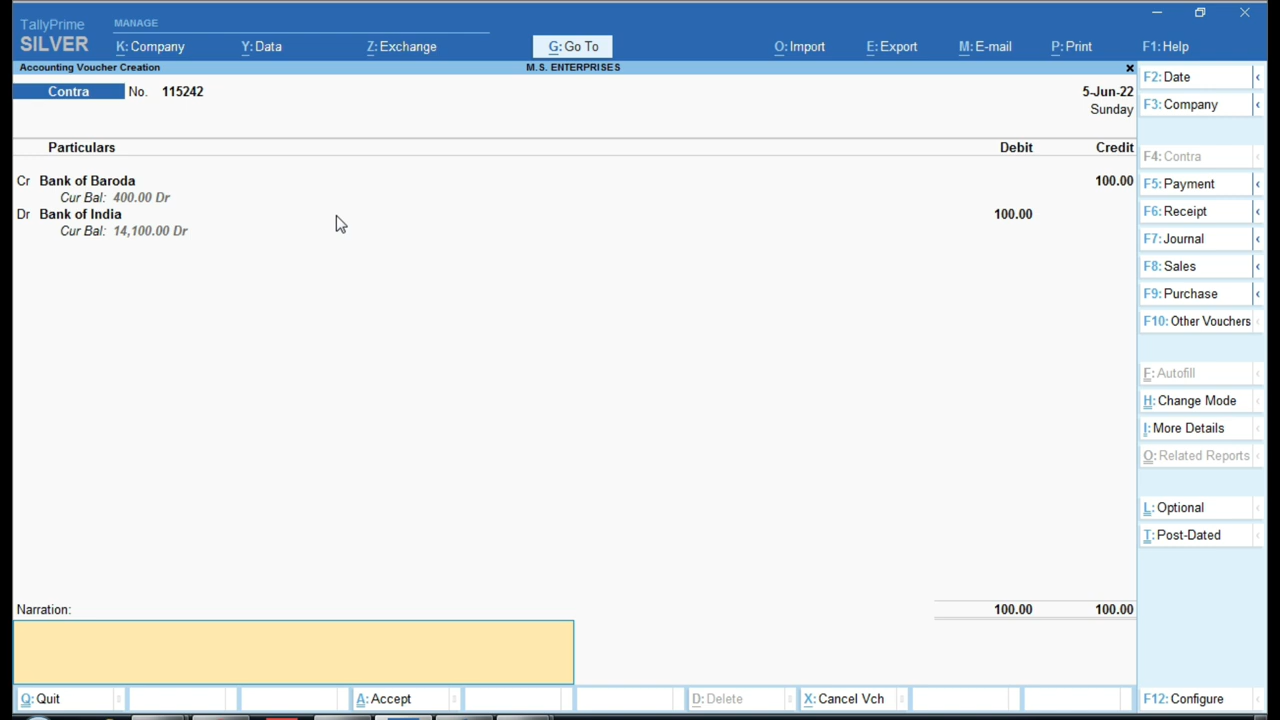 TallyPrime
SILVER
MANAGE
K: Company
Y: Data
Z: Exchange
G: Go To
O: Import
E: Export
M: E-mail
P: Print
F1: Help
Accounting Voucher Creation
M.S. ENTERPRISES
Contra No. 115242
5-Jun-22
Sunday
Particulars Debit Credit
Cr Bank of Baroda 100.00
Cur Bal: 400.00 Dr
Dr Bank of India 100.00
Cur Bal: 14,100.00 Dr
Narration: 100.00 100.00
F2: Date
F3: Company
F4: Contra
F5: Payment
F6: Receipt
F7: Journal
F8: Sales
F9: Purchase
F10: Other Vouchers
F: Autofill
H: Change Mode
I: More Details
O: Related Reports
L: Optional
T: Post-Dated
Q: Quit
A: Accept
D: Delete
X: Cancel Vch
F12: Configure